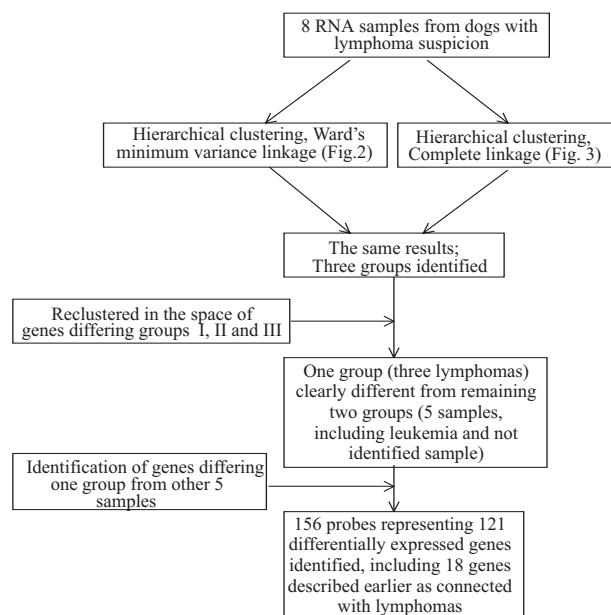 8 RNA samples from dogs with
lymphoma suspicion
Hierarchical clustering, Ward's
minimum variance linkage (Fig.2)
Hierarchical clustering,
Complete linkage (Fig. 3)
The same results;
Three groups identified
Reclustered in the space of
genes differing groups I, II and III
One group (three lymphomas)
clearly different from remaining
two groups (5 samples,
including leukemia and not
identified sample)
Identification of genes differing
one group from other 5
samples
156 probes representing 121
differentially expressed genes
identified, including 18 genes
described earlier as connected
with lymphomas